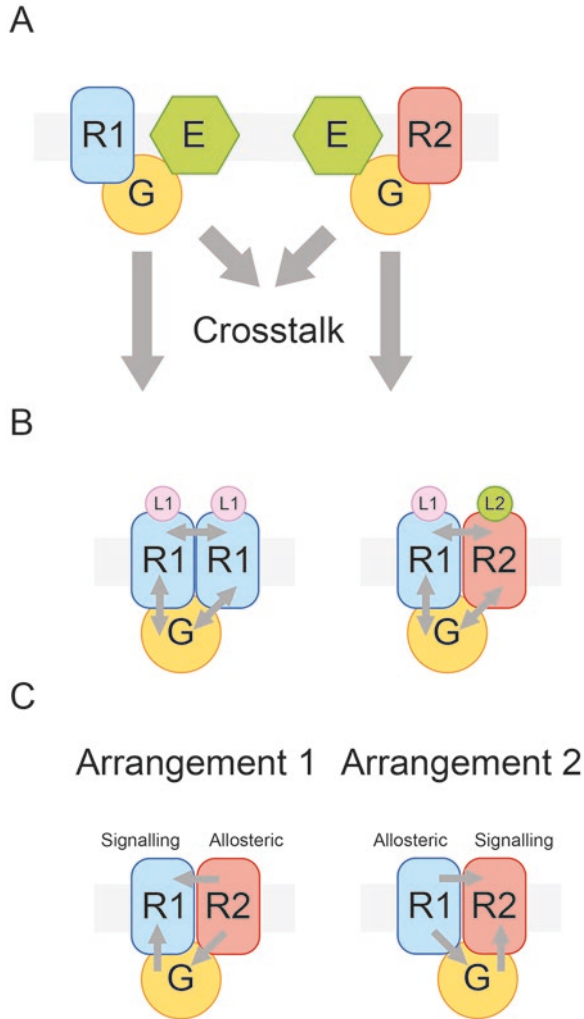 A
R1 E E R2
G G
Crosstalk
B
L1 L1 L1 L2
R1 R1 R1 R2
G G
C
Arrangement 1 Arrangement 2
Signalling Allosteric Allosteric Signalling
R1 R2 R1 R2
G G